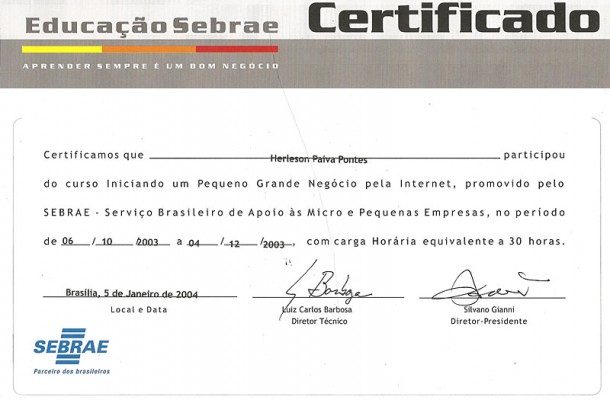 Educação Sebrae
Certificado
APRENDER SEMPRE É UM BOM NEGÓCIO
Certificamos que Herleson Paiva Pontes participou
do curso Iniciando um Pequeno Grande Negócio pela Internet, promovido pelo
SEBRAE - Serviço Brasileiro de Apoio às Micro e Pequenas Empresas, no período
de 06 / 10 / 2003 a 04 / 12 / 2003, com carga Horária equivalente a 30 horas.
Brasília, 5 de Janeiro de 2004
Local e Data
Luiz Carlos Barbosa
Diretor Técnico
Silvano Gianni
Diretor-Presidente
SEBRAE
Parceiro dos brasileiros